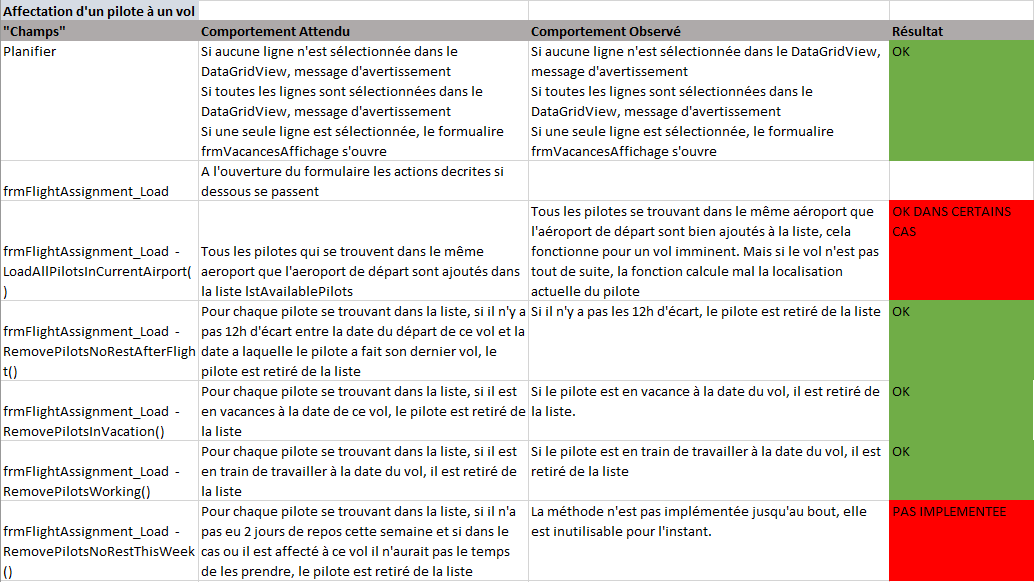 Affectation d'un pilote à un vol
"Champs" Comportement Attendu Comportement Observé Résultat
Planifier
Si aucune ligne n'est sélectionnée dans le
DataGridView, message d'avertissement
Si toutes les lignes sont sélectionnées dans le
DataGridView, message d'avertissement
Si une seule ligne est sélectionnée, le formualire
frmVacancesAffichage s'ouvre
Si aucune ligne n'est sélectionnée dans le DataGridView,
message d'avertissement
Si toutes les lignes sont sélectionnées dans le
DataGridView, message d'avertissement
Si une seule ligne est sélectionnée, le formualire
frmVacancesAffichage s'ouvre
OK
frmFlightAssignment_Load
A l'ouverture du formulaire les actions decrites si
dessous se passent
frmFlightAssignment_Load -
LoadAllPilotsInCurrentAirport(
)
Tous les pilotes qui se trouvent dans le même
aeroport que l'aeroport de départ sont ajoutés dans
la liste lstAvailablePilots
Tous les pilotes se trouvant dans le même aéroport que
l'aéroport de départ sont bien ajoutés à la liste, cela
fonctionne pour un vol imminent. Mais si le vol n'est pas
tout de suite, la fonction calcule mal la localisation
actuelle du pilote
OK DANS CERTAINS
CAS
frmFlightAssignment_Load -
RemovePilotsNoRestAfterFligh
t()
Pour chaque pilote se trouvant dans la liste, si il n'y a
pas 12h d'écart entre la date du départ de ce vol et la
date a laquelle le pilote a fait son dernier vol, le
pilote est retiré de la liste
Si il n'y a pas les 12h d'écart, le pilote est retiré de la liste
OK
frmFlightAssignment_Load -
RemovePilotsInVacation()
Pour chaque pilote se trouvant dans la liste, si il est
en vacances à la date de ce vol, le pilote est retiré de
la liste
Si le pilote est en vacance à la date du vol, il est retiré de
la liste.
OK
frmFlightAssignment_Load -
RemovePilotsWorking()
Pour chaque pilote se trouvant dans la liste, si il est
en train de travailler à la date du vol, il est retiré de
la liste
Si le pilote est en train de travailler à la date du vol, il est
retiré de la liste
OK
frmFlightAssignment_Load -
RemovePilotsNoRestThisWeek
()
Pour chaque pilote se trouvant dans la liste, si il n'a
pas eu 2 jours de repos cette semaine et si dans le
cas ou il est affecté à ce vol il n'aurait pas le temps
de les prendre, le pilote est retiré de la liste
La méthode n'est pas implémentée jusqu'au bout, elle
est inutilisable pour l'instant.
PAS IMPLEMENTEE